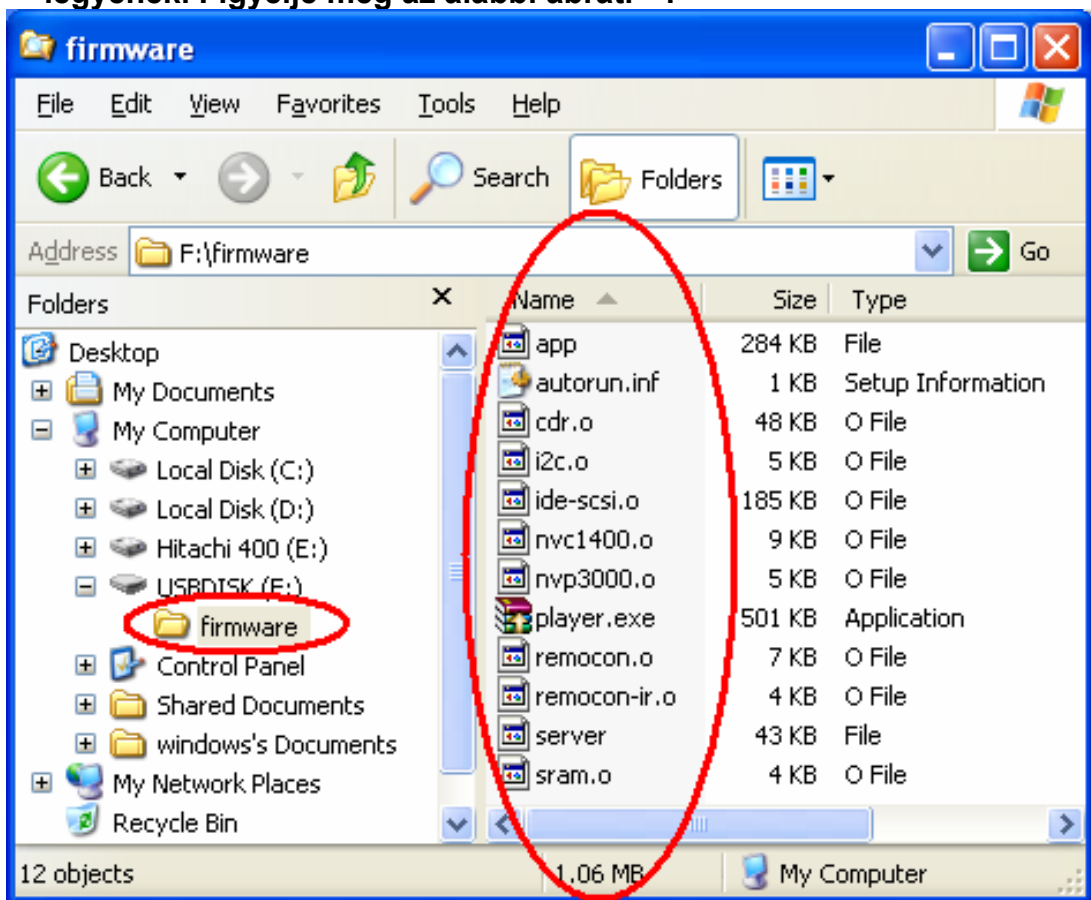 firmware
File Edit View Favorites Tools Help
Back Search Folders
Address F:\firmware Go
Folders Name Size Type
Desktop app 284 KB File
My Documents autorun.inf 1 KB Setup Information
My Computer cdr.o 48 KB O File
Local Disk (C:) i2c.o 5 KB O File
Local Disk (D:) ide-scsi.o 185 KB O File
Hitachi 400 (E:) nvc1400.o 9 KB O File
USBDISK (F:) nvp3000.o 5 KB O File
firmware player.exe 501 KB Application
Control Panel remocon.o 7 KB O File
Shared Documents remocon-ir.o 4 KB O File
windows's Documents server 43 KB File
My Network Places sram.o 4 KB O File
Recycle Bin
12 objects 1.06 MB My Computer